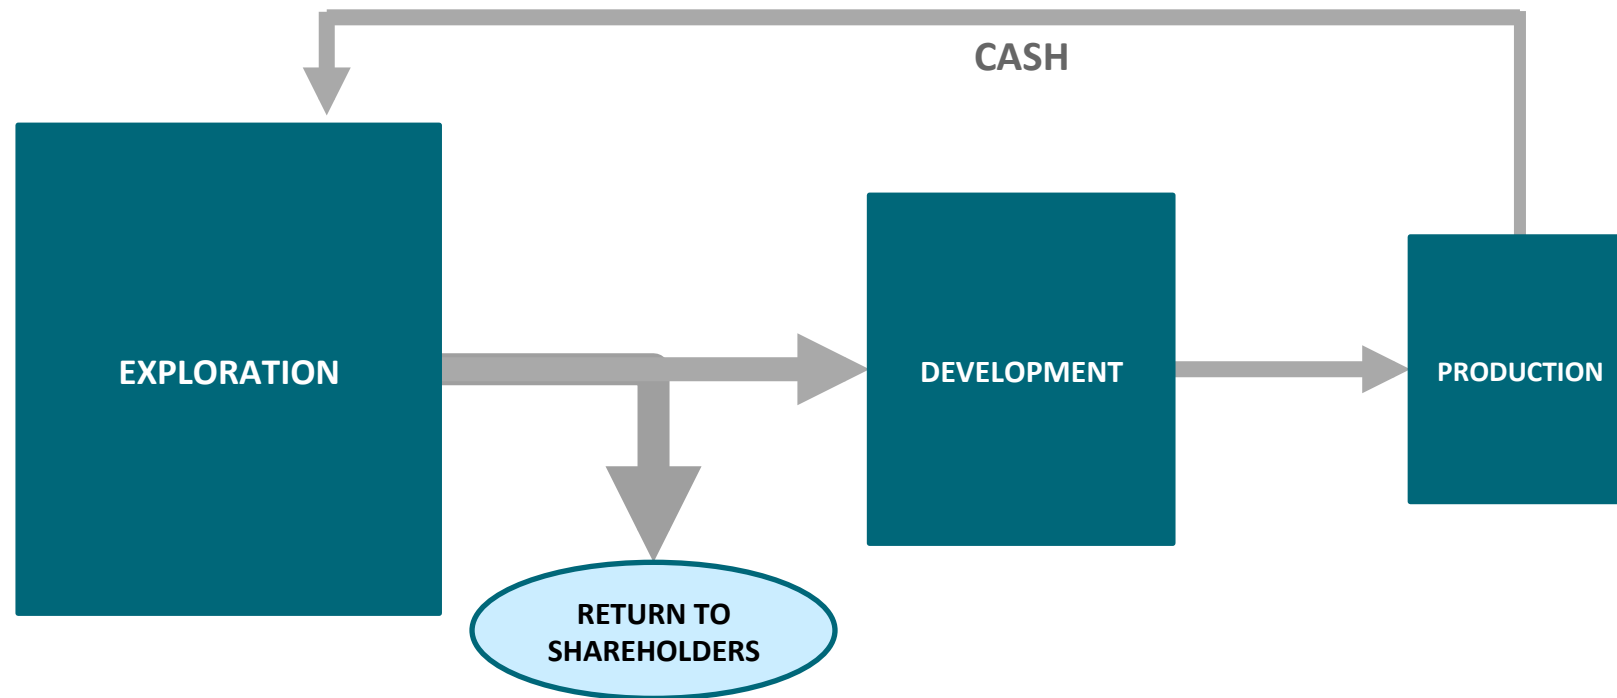 CASH
EXPLORATION
DEVELOPMENT
PRODUCTION
RETURN TO
SHAREHOLDERS